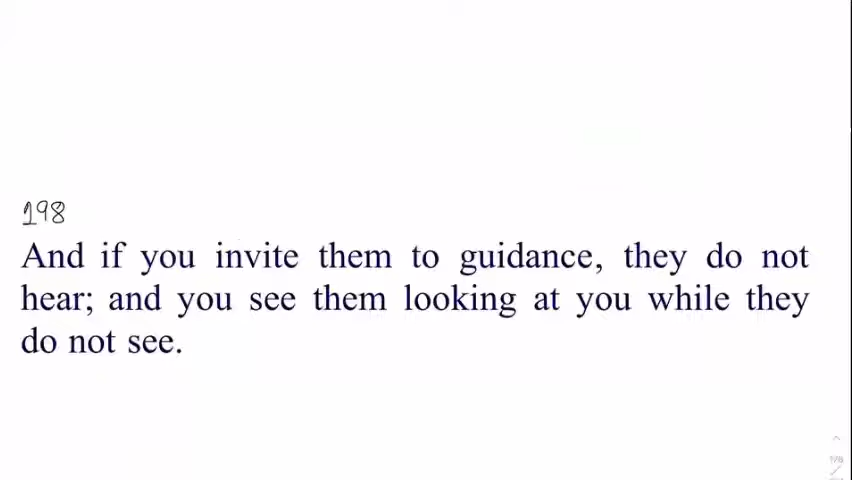 198
And if you invite them to guidance, they do not
hear; and you see them looking at you while they
do not see.